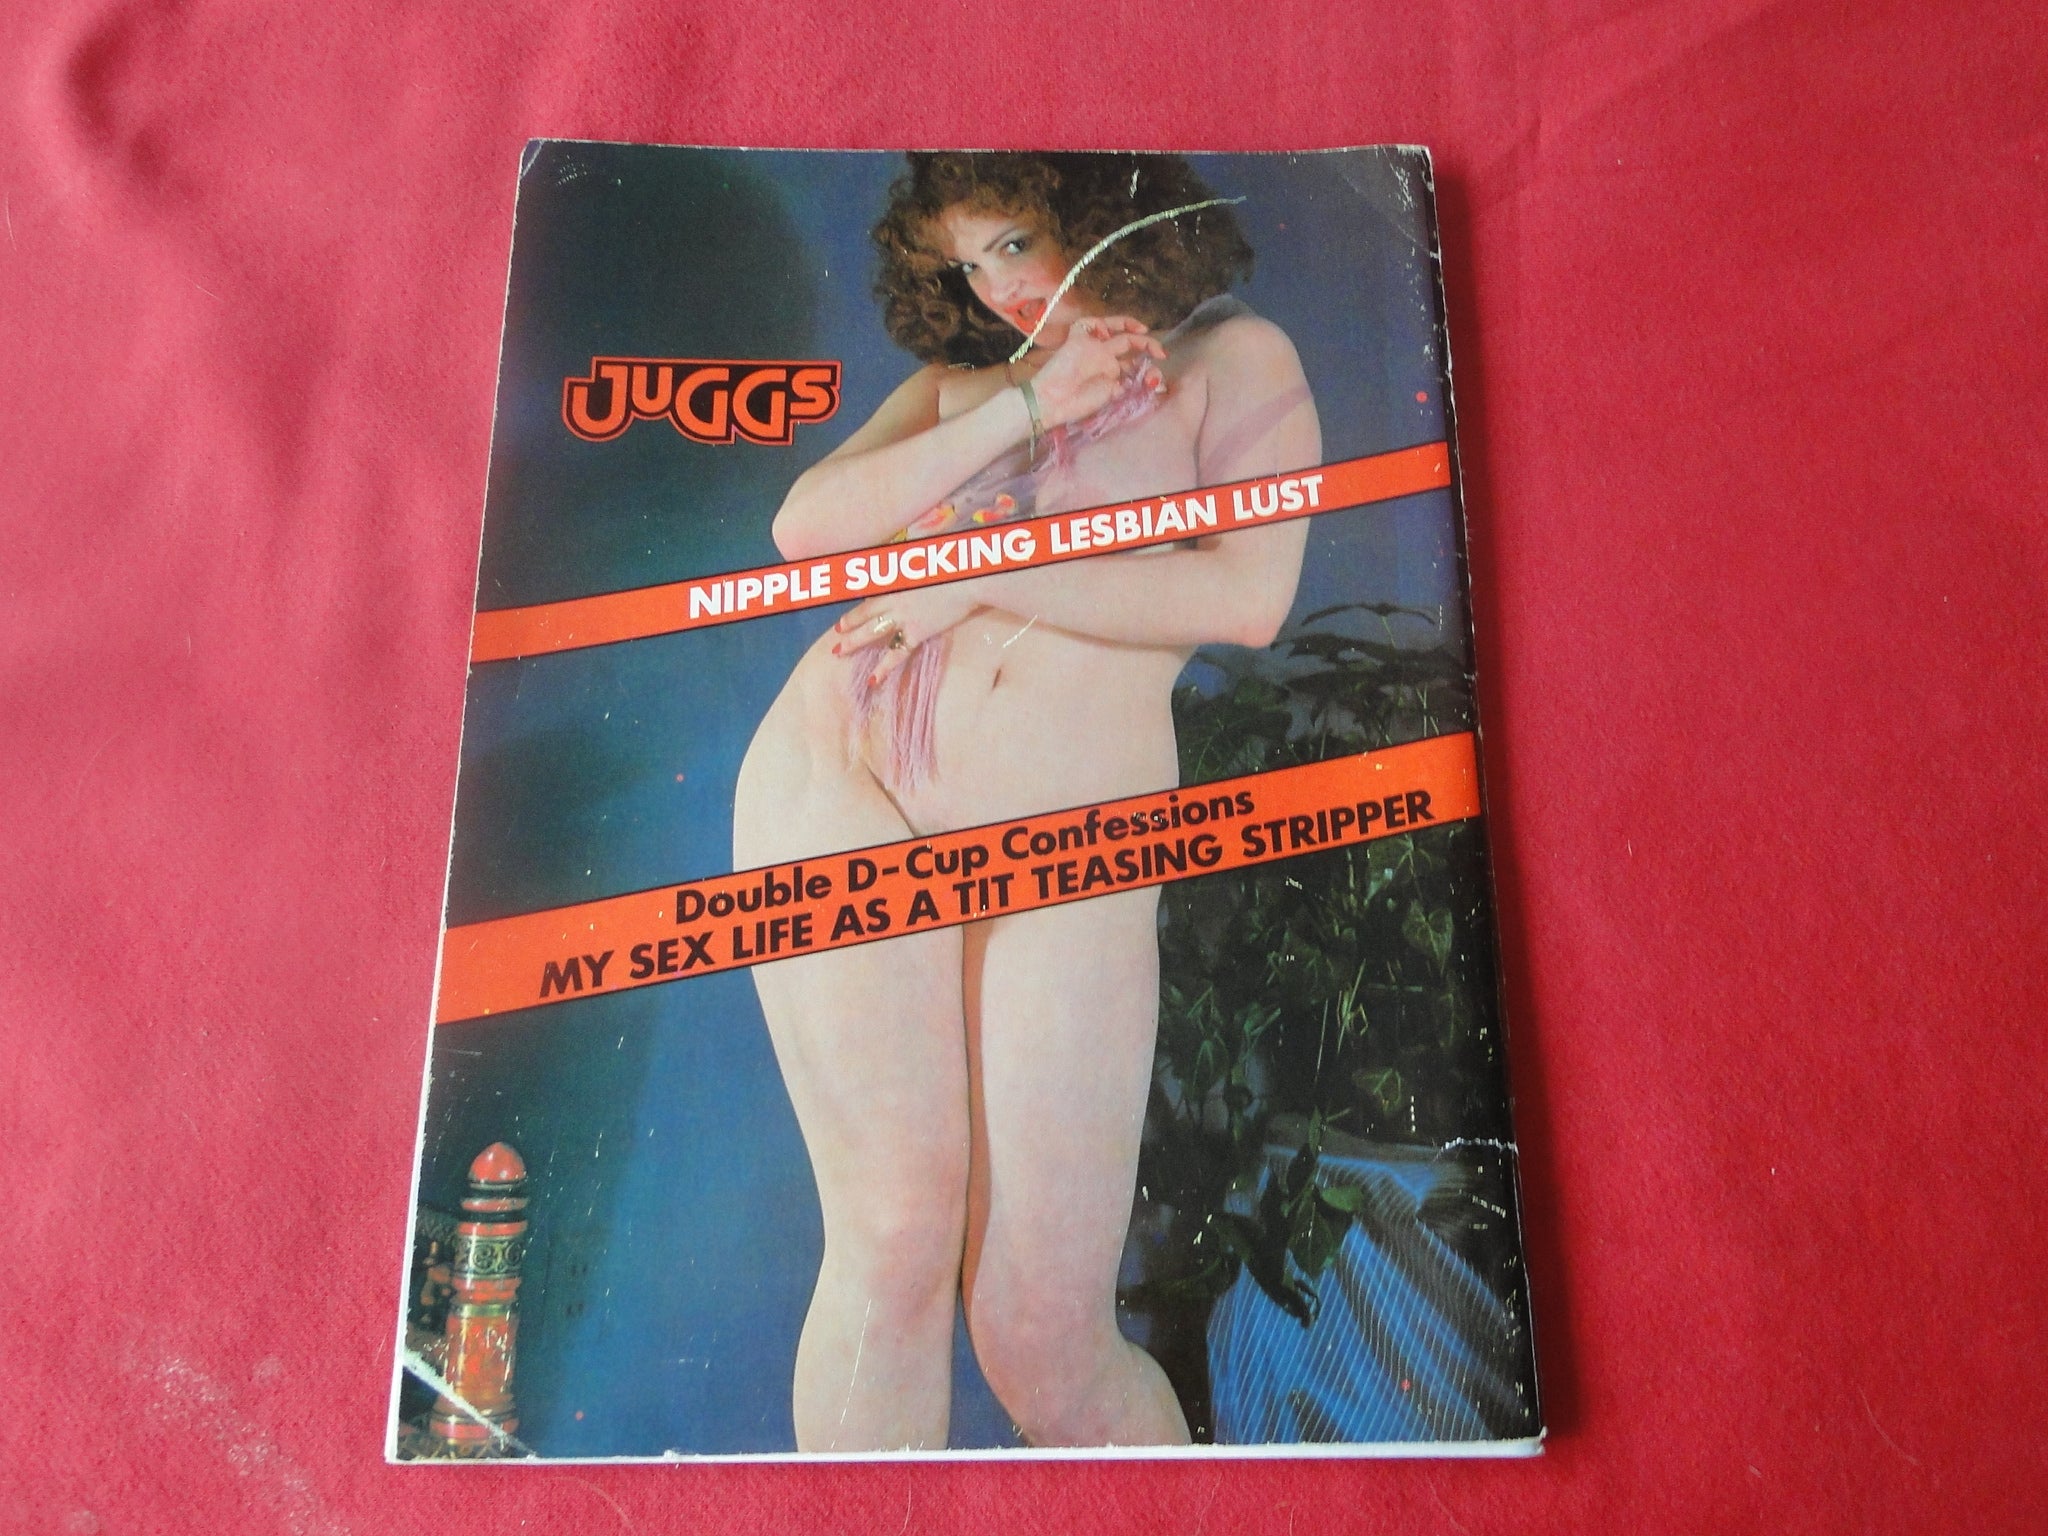 JUGGS
NIPPLE SUCKING LESBIAN LUST
Double D-Cup Confessions
MY SEX LIFE AS A TIT TEASING STRIPPER